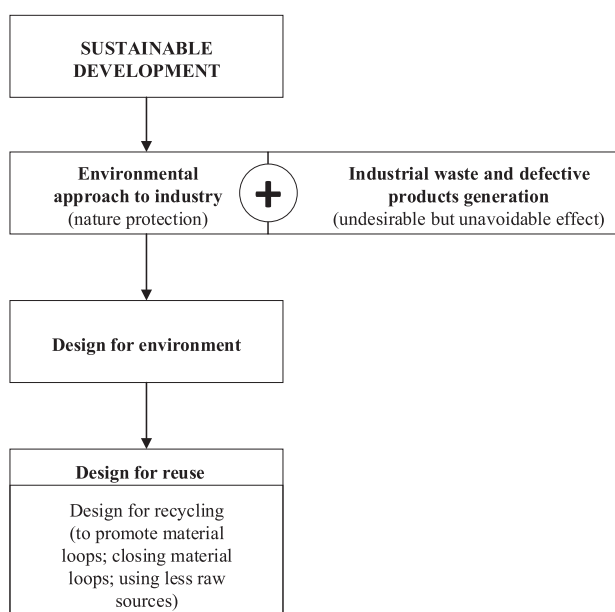 SUSTAINABLE
DEVELOPMENT
Environmental
approach to industry
(nature protection)
+
Industrial waste and defective
products generation
(undesirable but unavoidable effect)
Design for environment
Design for reuse
Design for recycling
(to promote material
loops; closing material
loops; using less raw
sources)